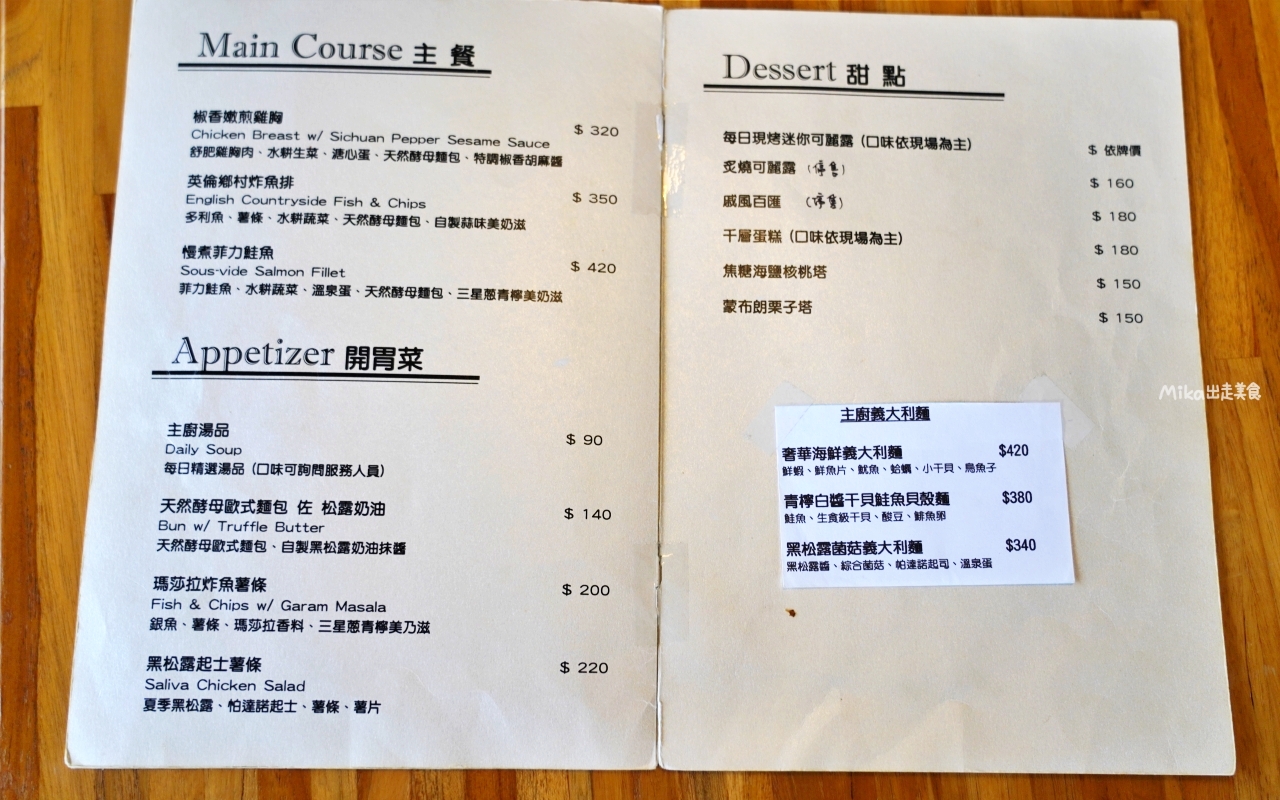 Main Course 主餐
椒香嫩煎雞胸
Chicken Breast w/ Sichuan Pepper Sesame Sauce
$ 320
舒肥雞胸肉、水耕生菜、溏心蛋、天然酵母麵包、特調椒香胡麻醬
英倫鄉村炸魚排
English Countryside Fish & Chips
$ 350
多利魚、薯條、水耕蔬菜、天然酵母麵包、自製蒜味美奶滋
慢煮菲力鮭魚
Sous-vide Salmon Fillet
$ 420
菲力鮭魚、水耕蔬菜、溫泉蛋、天然酵母麵包、三星蔥青檸美奶滋
Appetizer 開胃菜
主廚湯品
Daily Soup
$ 90
每日精選湯品（口味可詢問服務人員）
天然酵母歐式麵包 佐 松露奶油
Bun w/ Truffle Butter
$ 140
天然酵母歐式麵包、自製黑松露奶油抹醬
瑪莎拉炸魚薯條
Fish & Chips w/ Garam Masala
$ 200
銀魚、薯條、瑪莎拉香料、三星蔥青檸美乃滋
黑松露起士薯條
Saliva Chicken Salad
$ 220
夏季黑松露、帕達諾起士、薯條、薯片
Dessert 甜點
每日現烤迷你可麗露（口味依現場為主） $ 依牌價
炙燒可麗露（停售） $ 160
戚風百匯（停售） $ 180
千層蛋糕（口味依現場為主） $ 180
焦糖海鹽核桃塔 $ 150
蒙布朗栗子塔 $ 150
主廚義大利麵
奢華海鮮義大利麵 $420
鮮蝦、鮮魚片、魷魚、蛤蠣、小干貝、烏魚子
青檸白醬干貝鮭魚貝殼麵 $380
鮭魚、生食級干貝、酸豆、鯡魚卵
黑松露菌菇義大利麵 $340
黑松露醬、綜合菌菇、帕達諾起司、溫泉蛋
Mika出走美食